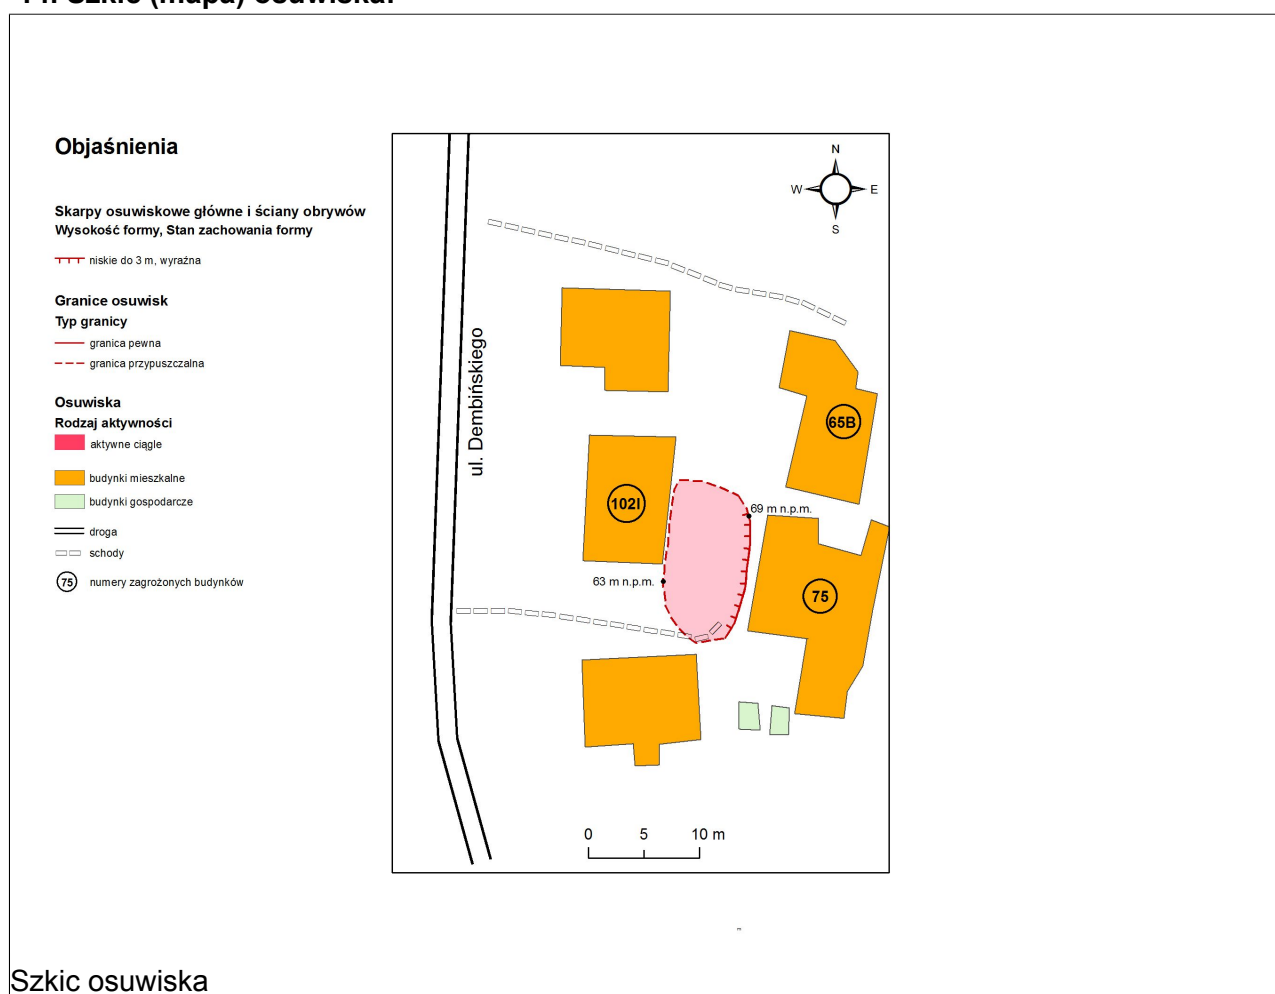 Objaśnienia
Skarpy osuwiskowe główne i ściany obrywów
Wysokość formy, Stan zachowania formy
niskie do 3 m, wyraźna
Granice osuwisk
Typ granicy
granica pewna
granica przypuszczalna
Osuwiska
Rodzaj aktywności
aktywne ciągle
budynki mieszkalne
budynki gospodarcze
droga
schody
75 numery zagrożonych budynków
N
W E
S
ul. Dembińskiego
65B
102I
69 m n.p.m.
63 m n.p.m.
75
0 5 10 m
Szkic osuwiska